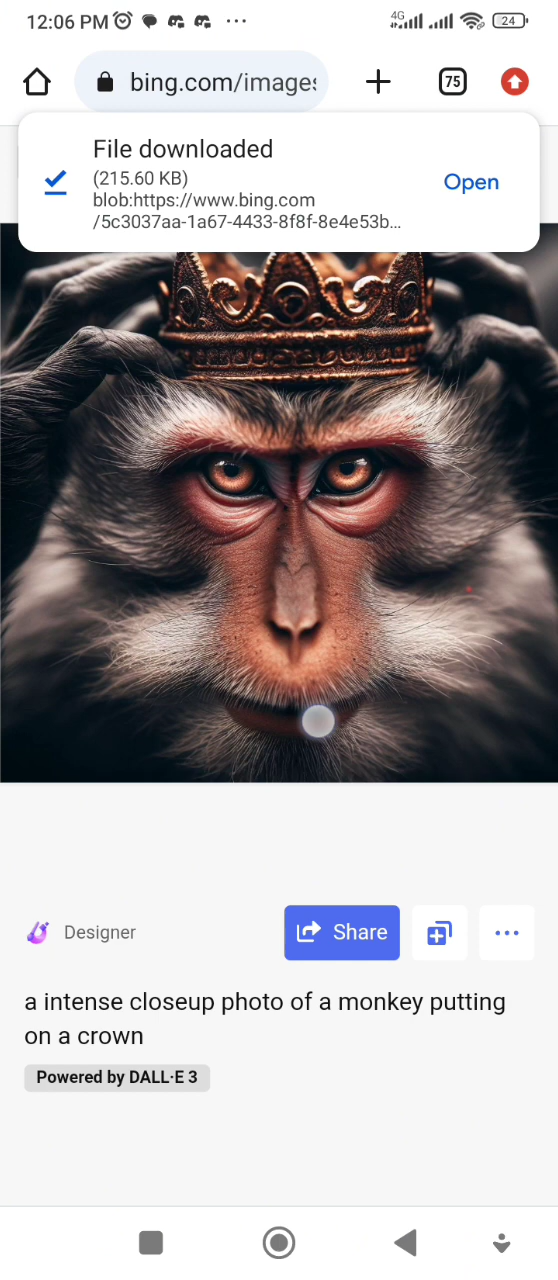 12:06 PM
4G
24
bing.com/images
75
File downloaded
(215.60 KB)
blob:https://www.bing.com
/5c3037aa-1a67-4433-8f8f-8e4e53b...
Open
Designer
Share
a intense closeup photo of a monkey putting
on a crown
Powered by DALL·E 3